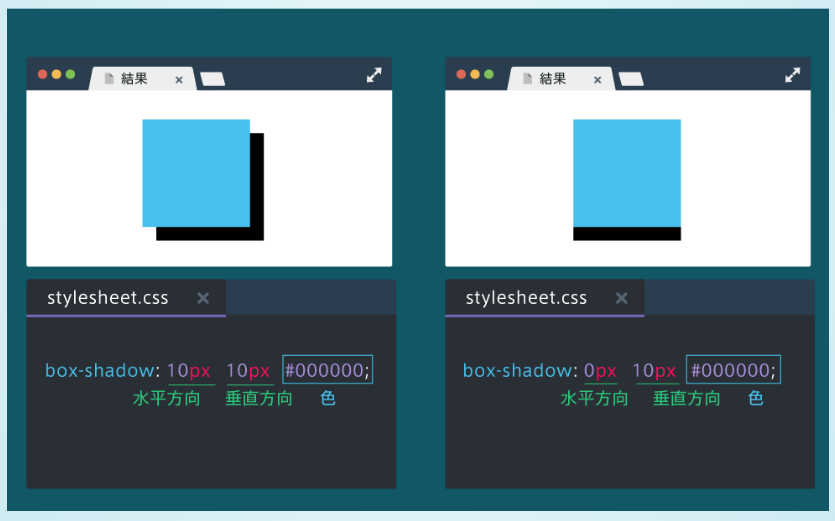 結果
stylesheet.css
box-shadow: 10px 10px #000000;
水平方向 垂直方向 色
結果
stylesheet.css
box-shadow: 0px 10px #000000;
水平方向 垂直方向 色